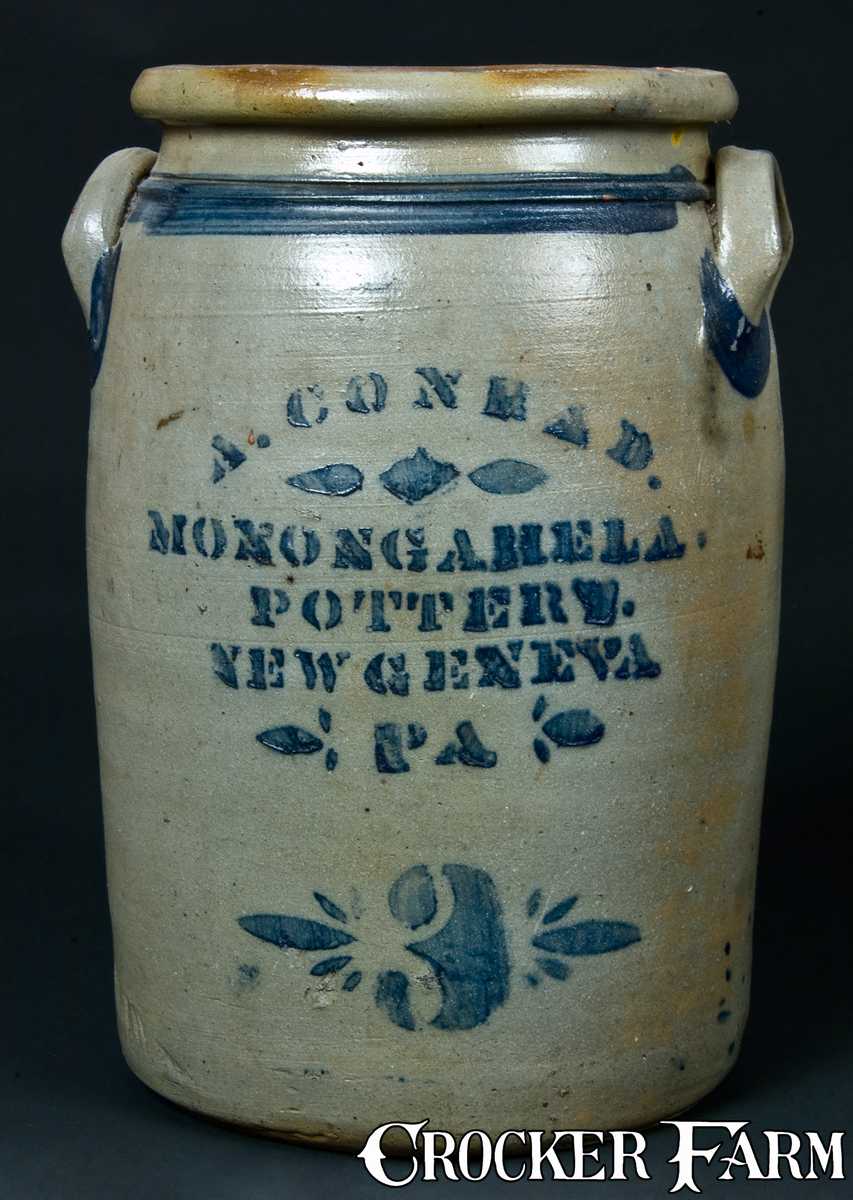 A. CONRAD.
MONONGAHELA.
POTTERY.
NEW GENEVA
PA
3
CROCKER FARM